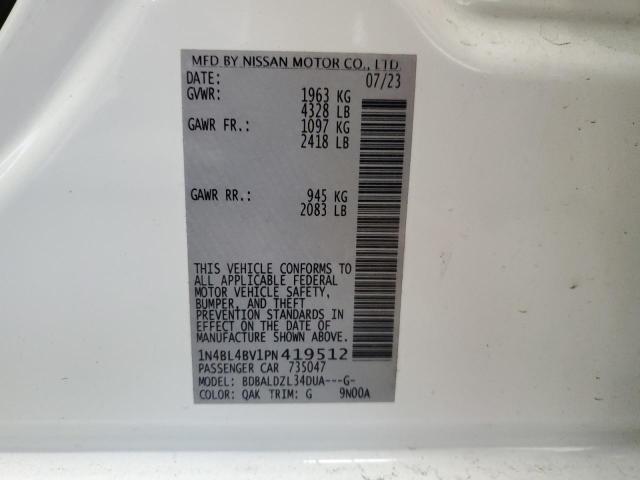 MFD BY NISSAN MOTOR CO., LTD.
DATE: 07/23
GVWR: 1963 KG
4328 LB
GAWR FR.: 1097 KG
2418 LB
GAWR RR.: 945 KG
2083 LB
THIS VEHICLE CONFORMS TO
ALL APPLICABLE FEDERAL
MOTOR VEHICLE SAFETY,
BUMPER, AND THEFT
PREVENTION STANDARDS IN
EFFECT ON THE DATE OF
MANUFACTURE SHOWN ABOVE.
1N4BL4BV1PN419512
PASSENGER CAR 735047
MODEL: BDBALDZL34DUA---G-
COLOR: QAK TRIM: G 9N00A